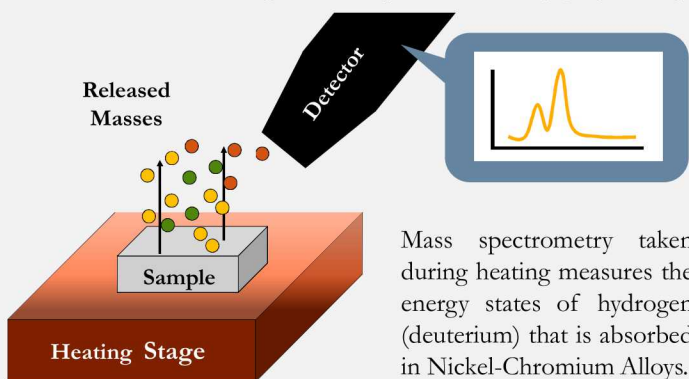 Released
Masses
Detector
Sample
Heating Stage
Mass spectrometry taken
during heating measures the
energy states of hydrogen
(deuterium) that is absorbed
in Nickel-Chromium Alloys.